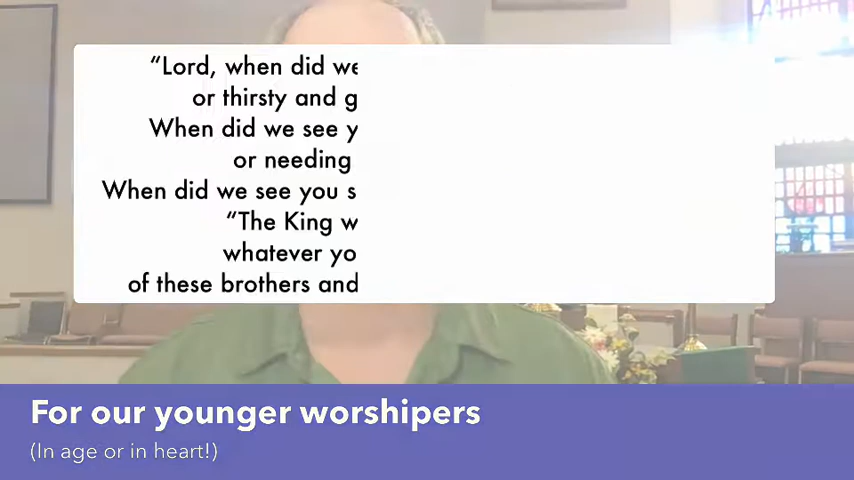 “Lord, when did we
or thirsty and g
When did we see y
or needing
When did we see you s
“The King w
whatever yo
of these brothers and
For our younger worshipers
(In age or in heart!)